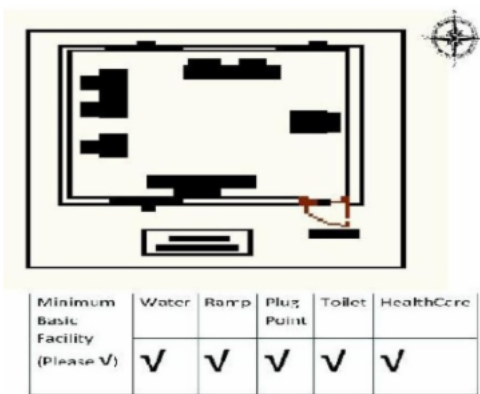 Minimum Water Ramp Plug Toilet HealthCare
Basic Point
Facility
(Please √) √ √ √ √ √